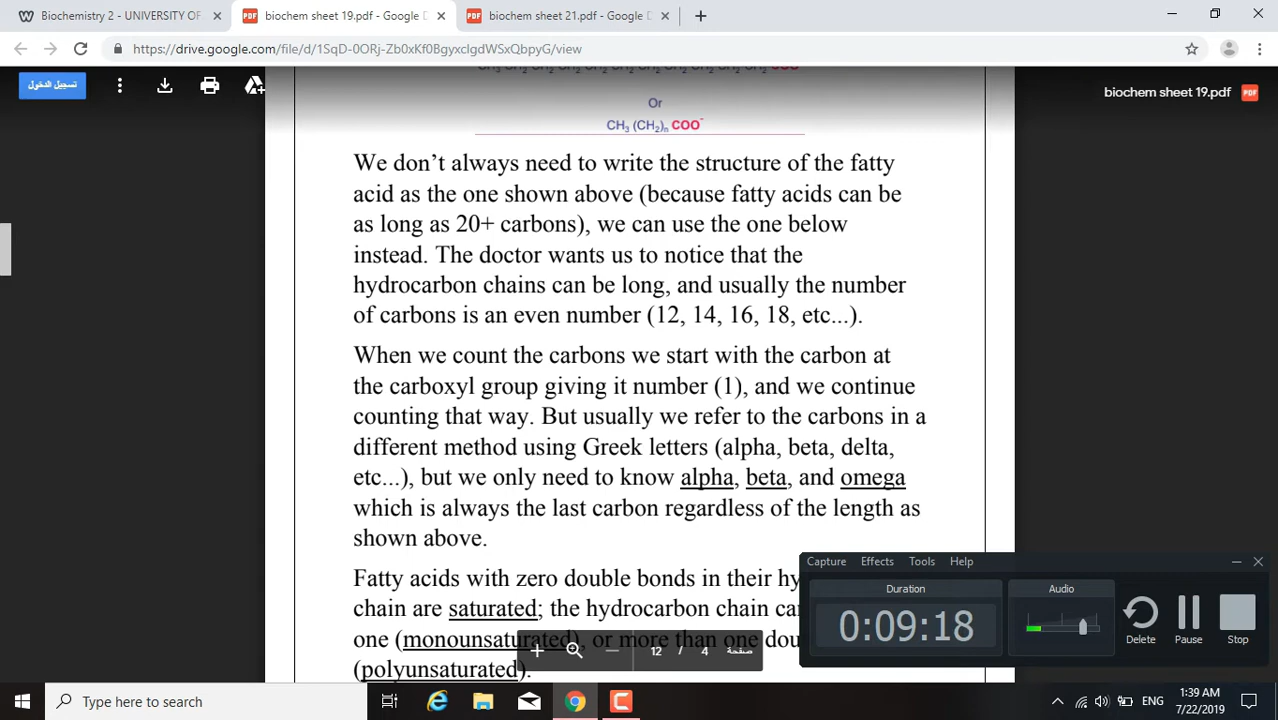 Biochemistry 2 - UNIVERSITY OF
biochem sheet 19.pdf - Google D
biochem sheet 21.pdf - Google D
https://drive.google.com/file/d/1SqD-0ORj-Zb0xKf0BgyxclgdWSxQbpyG/view
تسجيل الدخول
biochem sheet 19.pdf
PDF
Or
CH3 (CH2)n COO-
We don’t always need to write the structure of the fatty
acid as the one shown above (because fatty acids can be
as long as 20+ carbons), we can use the one below
instead. The doctor wants us to notice that the
hydrocarbon chains can be long, and usually the number
of carbons is an even number (12, 14, 16, 18, etc...).
When we count the carbons we start with the carbon at
the carboxyl group giving it number (1), and we continue
counting that way. But usually we refer to the carbons in a
different method using Greek letters (alpha, beta, delta,
etc...), but we only need to know alpha, beta, and omega
which is always the last carbon regardless of the length as
shown above.
Fatty acids with zero double bonds in their hy
chain are saturated; the hydrocarbon chain ca
one (monounsaturated), or more than one dou
(polyunsaturated).
12 / 4 صفحة
Capture Effects Tools Help
Duration
0:09:18
Audio
Delete
Pause
Stop
Type here to search
ENG
1:39 AM
7/22/2019